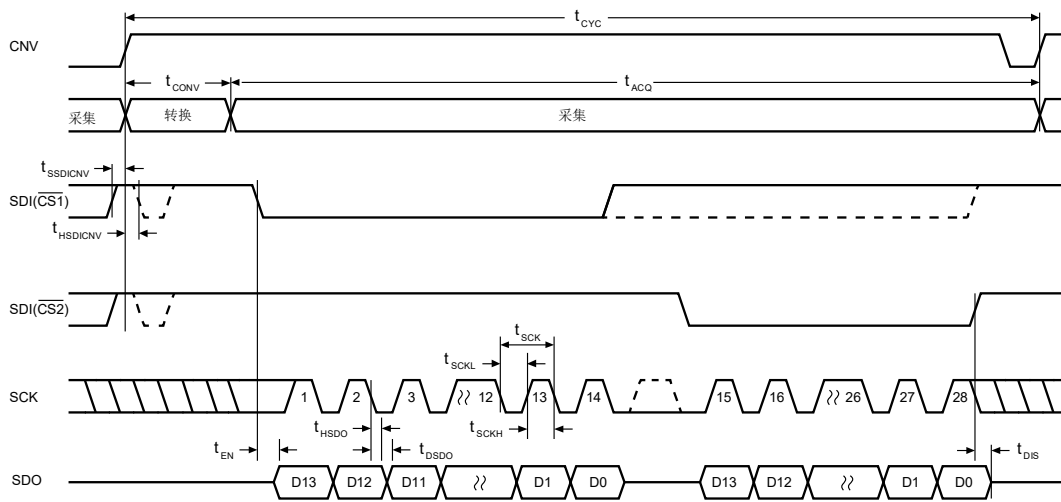 tCYC
CNV
tCONV
tACQ
采集
转换
采集
tSSDICNV
SDI(CS1)
tHSDICNV
SDI(CS2)
tSCK
tSCKL
SCK
1 2 3 12 13 14 15 16 26 27 28
tHSDO
tSCKH
tEN
tDSDO
tDIS
SDO
D13 D12 D11 D1 D0 D13 D12 D1 D0